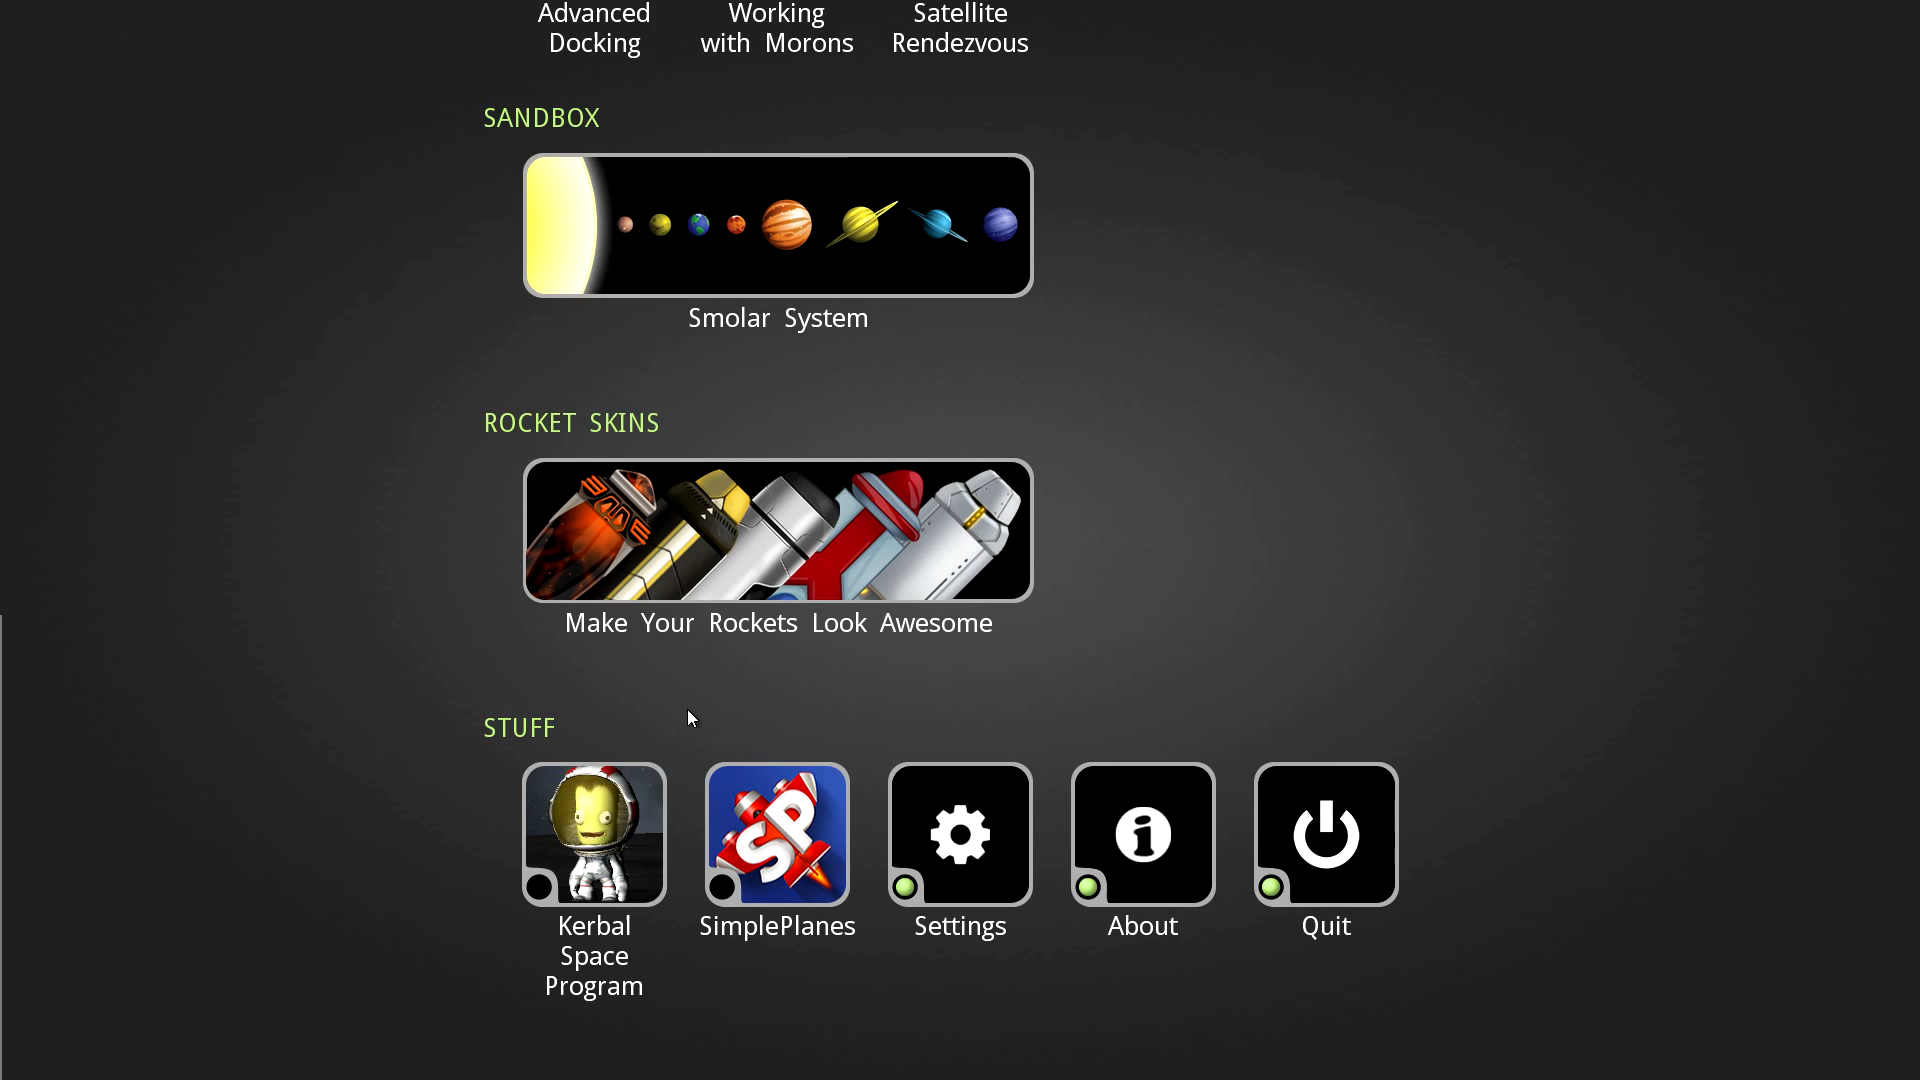 Advanced
Docking
Working
with Morons
Satellite
Rendezvous
SANDBOX
Smolar System
ROCKET SKINS
Make Your Rockets Look Awesome
STUFF
SP
Kerbal
Space
Program
SimplePlanes
Settings
About
Quit